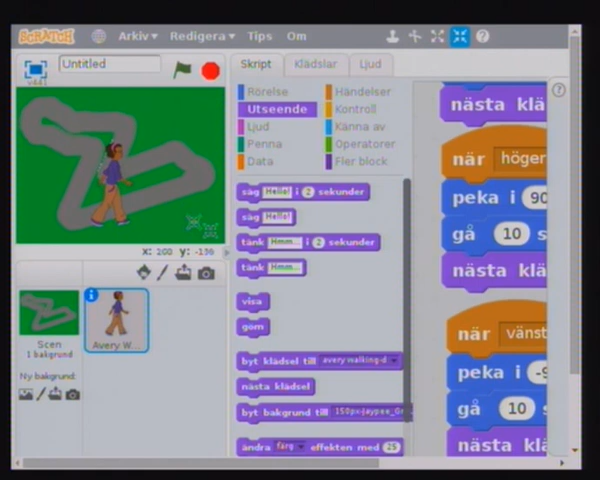 SCRATCH
Arkiv
Redigera
Tips
Om
Untitled
v441
Skript
Klädslar
Ljud
Rörelse
Händelser
Utseende
Kontroll
Ljud
Känna av
Penna
Operatorer
Data
Fler block
säg Hello! i 2 sekunder
säg Hello!
tänk Hmm... i 2 sekunder
tänk Hmm...
visa
göm
byt klädsel till avery walking-d
nästa klädsel
byt bakgrund till 150px-Jaypee_Gr
ändra färg effekten med 25
x: 200 y: -130
Scen
1 bakgrund
Ny bakgrund:
Avery W...
nästa klä
när höger
peka i 90
gå 10 s
nästa klä
när vänst
peka i -9
gå 10 s
nästa klä